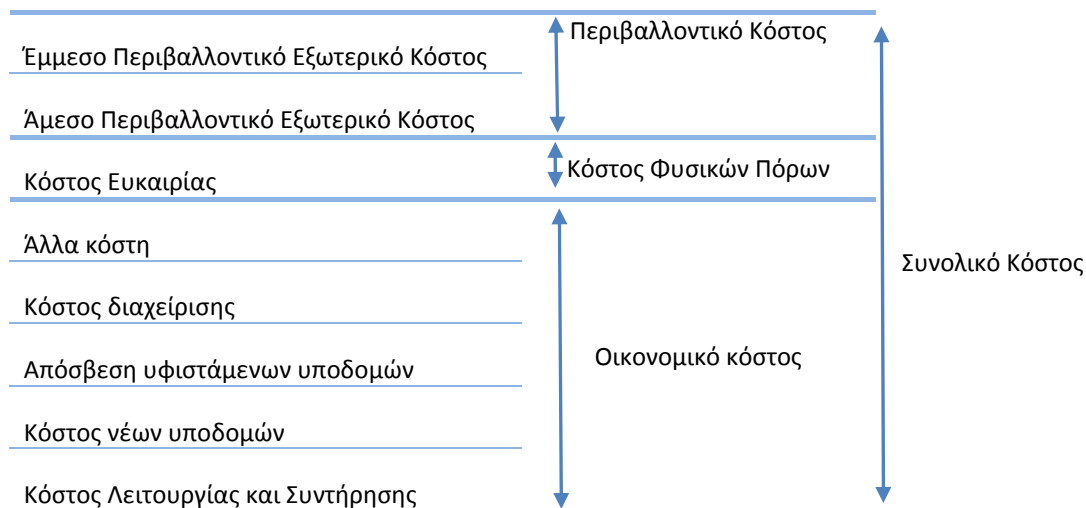 Περιβαλλοντικό Κόστος
Έμμεσο Περιβαλλοντικό Εξωτερικό Κόστος
Άμεσο Περιβαλλοντικό Εξωτερικό Κόστος
Κόστος Φυσικών Πόρων
Κόστος Ευκαιρίας
Άλλα κόστη
Συνολικό Κόστος
Κόστος διαχείρισης
Οικονομικό κόστος
Απόσβεση υφιστάμενων υποδομών
Κόστος νέων υποδομών
Κόστος Λειτουργίας και Συντήρησης